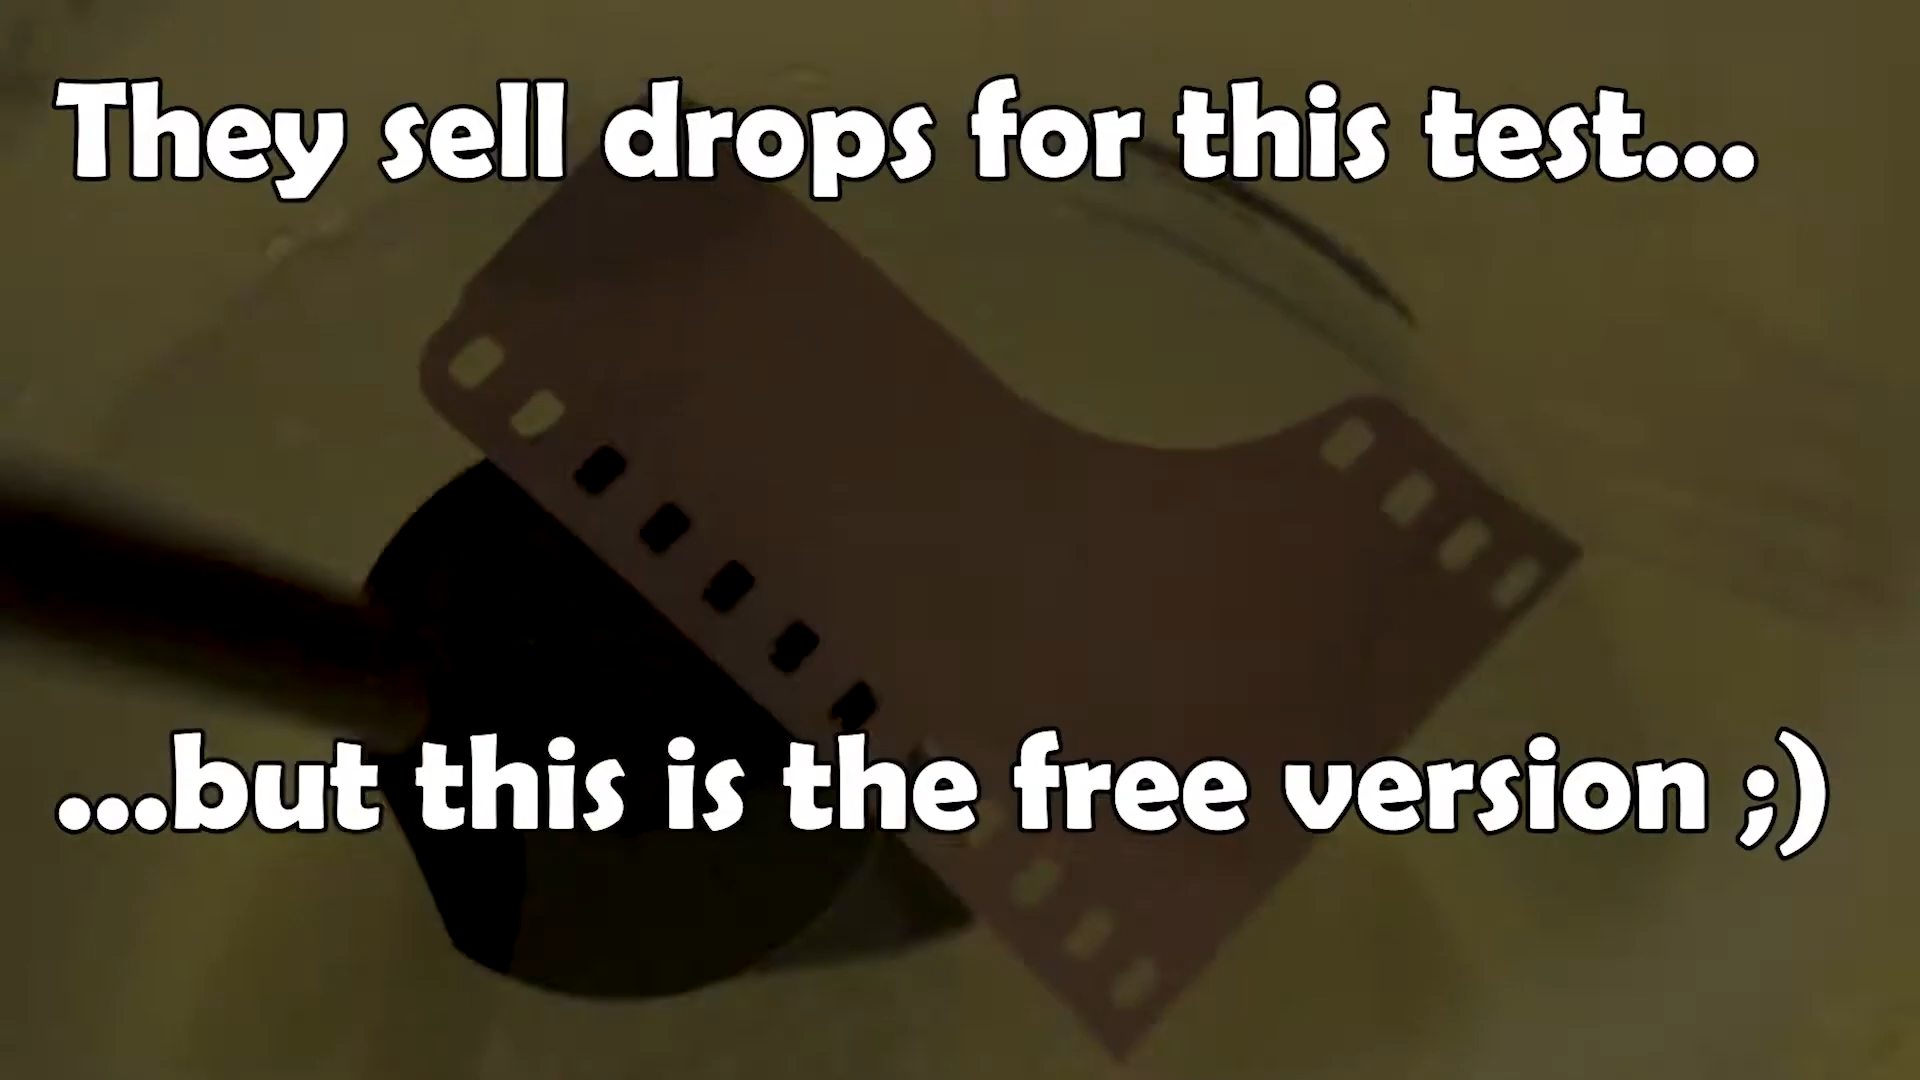 They sell drops for this test...
...but this is the free version ;)